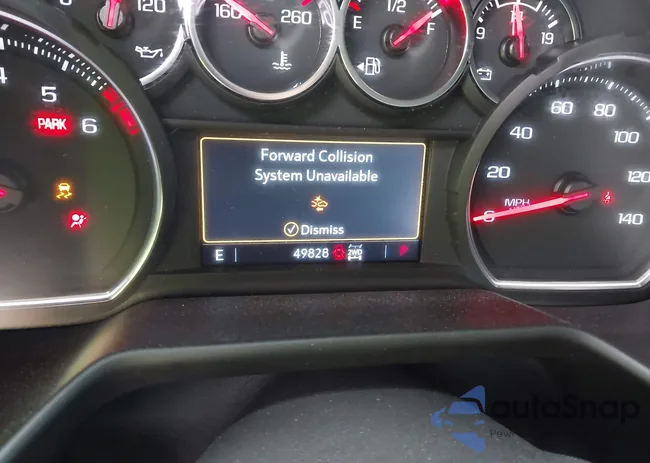 120
160
260
E
1/2
F
9
19
4
5
6
PARK
Forward Collision
System Unavailable
Dismiss
E
49828
2WD
P
20
40
60
80
100
120
140
MPH
autoSnap